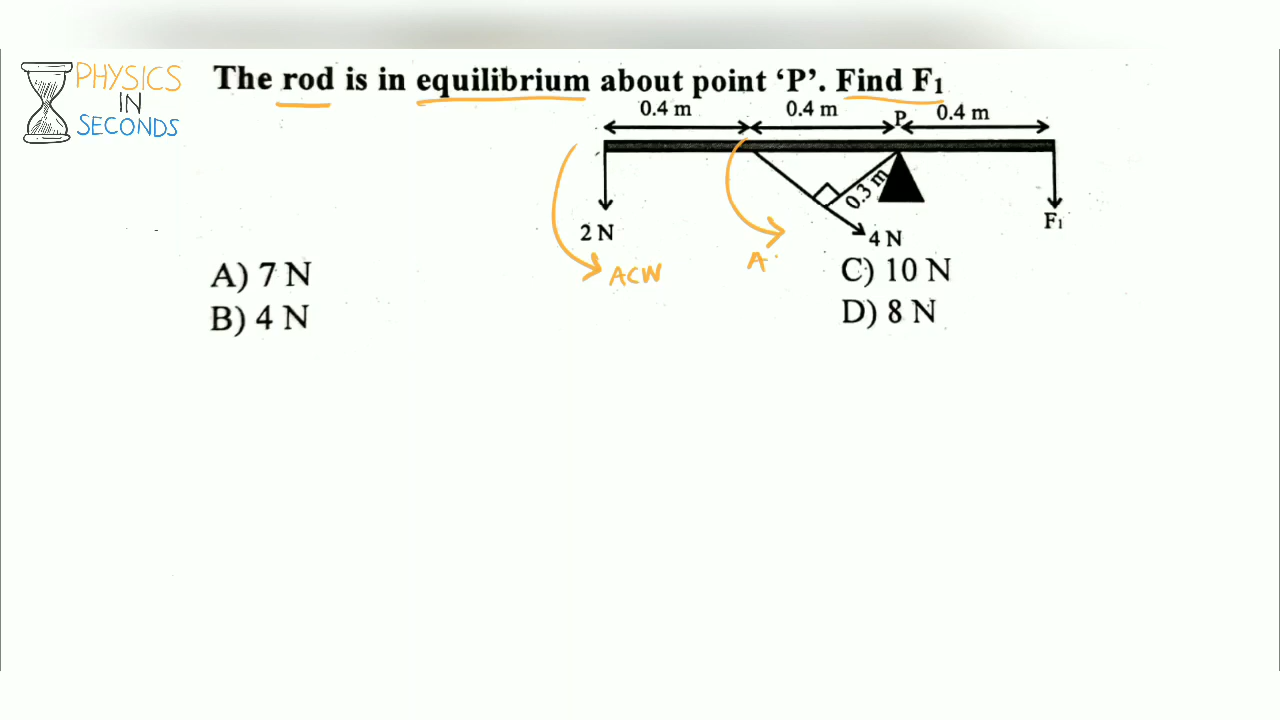 PHYSICS
IN
SECONDS
The rod is in equilibrium about point ‘P’. Find F₁
0.4 m 0.4 m P 0.4 m
0.3 m
2 N 4 N F₁
ACW A
A) 7 N C) 10 N
B) 4 N D) 8 N